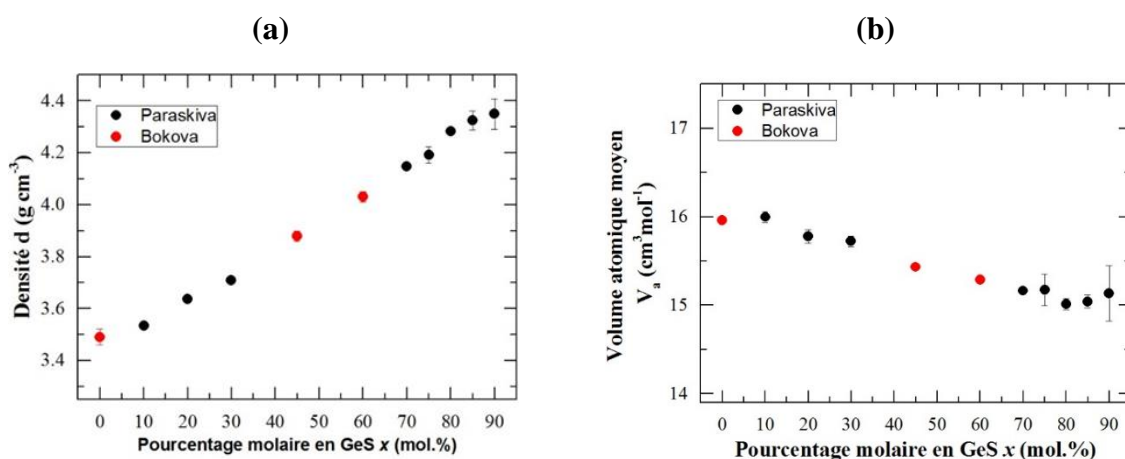 (a)
(b)
Densité d (g cm-3)
4.4
4.2
4.0
3.8
3.6
3.4
Paraskiva
Bokova
0 10 20 30 40 50 60 70 80 90
Pourcentage molaire en GeS x (mol.%)
Volume atomique moyen
Va (cm3mol-1)
17
16
15
14
Paraskiva
Bokova
0 10 20 30 40 50 60 70 80 90
Pourcentage molaire en GeS x (mol.%)